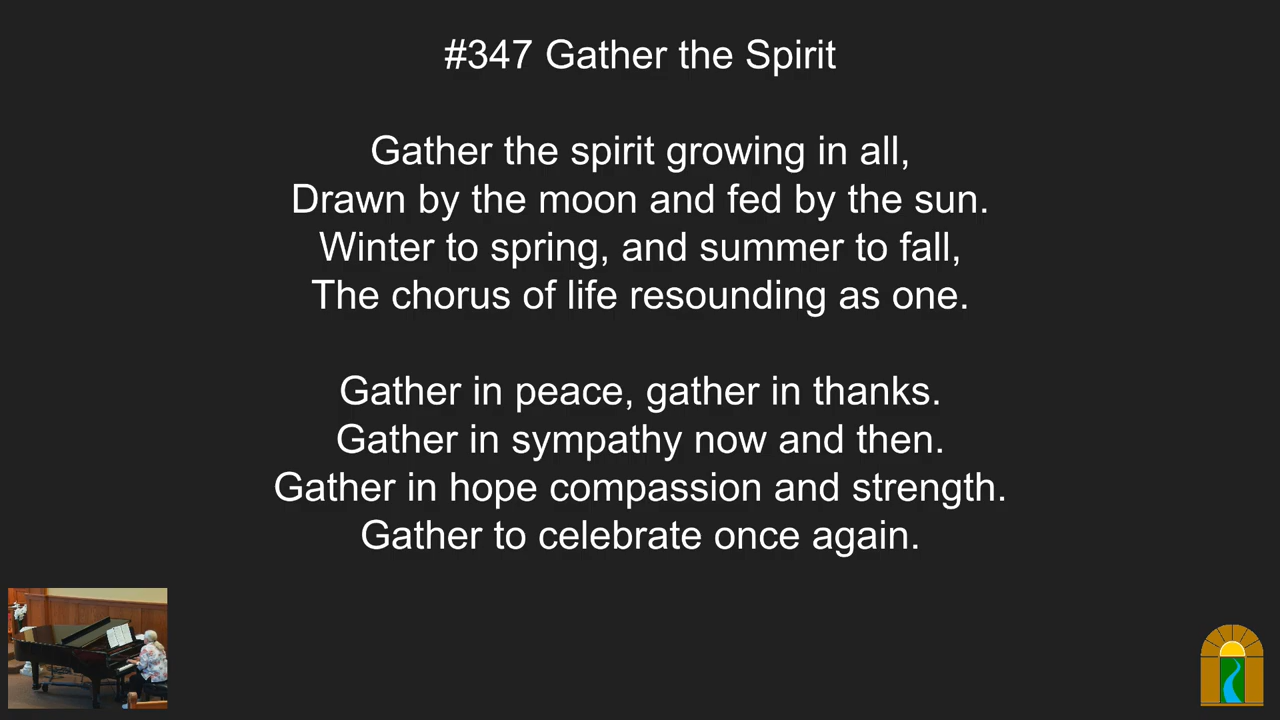 #347 Gather the Spirit
Gather the spirit growing in all,
Drawn by the moon and fed by the sun.
Winter to spring, and summer to fall,
The chorus of life resounding as one.
Gather in peace, gather in thanks.
Gather in sympathy now and then.
Gather in hope compassion and strength.
Gather to celebrate once again.